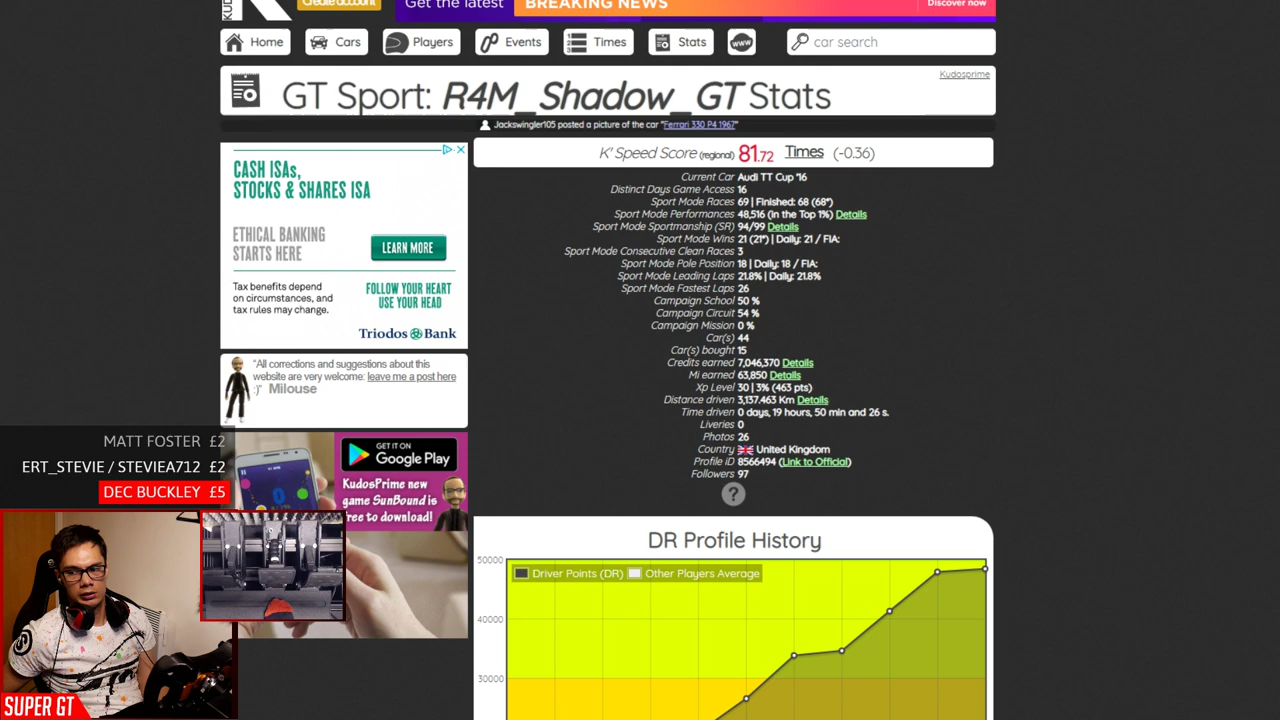 KUD
Create account
Get the latest
BREAKING NEWS
Discover now
Home
Cars
Players
Events
Times
Stats
WWW
car search
Kudosprime
GT Sport: R4M_Shadow_GT Stats
Jackswingler105 posted a picture of the car "Ferrari 330 P4 1967"
K' Speed Score (regional) 81.72 Times (-0.36)
Current Car Audi TT Cup '16
Distinct Days Game Access 16
Sport Mode Races 69 | Finished: 68 (68*)
Sport Mode Performances 48,516 (in the Top 1%) Details
Sport Mode Sportmanship (SR) 94/99 Details
Sport Mode Wins 21 (21*) | Daily: 21 / FIA:
Sport Mode Consecutive Clean Races 3
Sport Mode Pole Position 18 | Daily: 18 / FIA:
Sport Mode Leading Laps 21.8% | Daily: 21.8%
Sport Mode Fastest Laps 26
Campaign School 50 %
Campaign Circuit 54 %
Campaign Mission 0 %
Car(s) 44
Car(s) bought 15
Credits earned 7,046,370 Details
Mi earned 63,850 Details
Xp Level 30 | 3% (463 pts)
Distance driven 3,137.463 Km Details
Time driven 0 days, 19 hours, 50 min and 26 s.
Liveries 0
Photos 26
Country United Kingdom
Profile ID 8566494 (Link to Official)
Followers 97
?
CASH ISAs,
STOCKS & SHARES ISA
ETHICAL BANKING
STARTS HERE
LEARN MORE
Tax benefits depend
on circumstances, and
tax rules may change.
FOLLOW YOUR HEART
USE YOUR HEAD
Triodos Bank
"All corrections and suggestions about this
website are very welcome: leave me a post here
:)" Milouse
GET IT ON
Google Play
KudosPrime new
game SunBound is
free to download!
MATT FOSTER £2
ERT_STEVIE / STEVIEA712 £2
DEC BUCKLEY £5
SUPER GT
DR Profile History
Driver Points (DR)
Other Players Average
50000
40000
30000